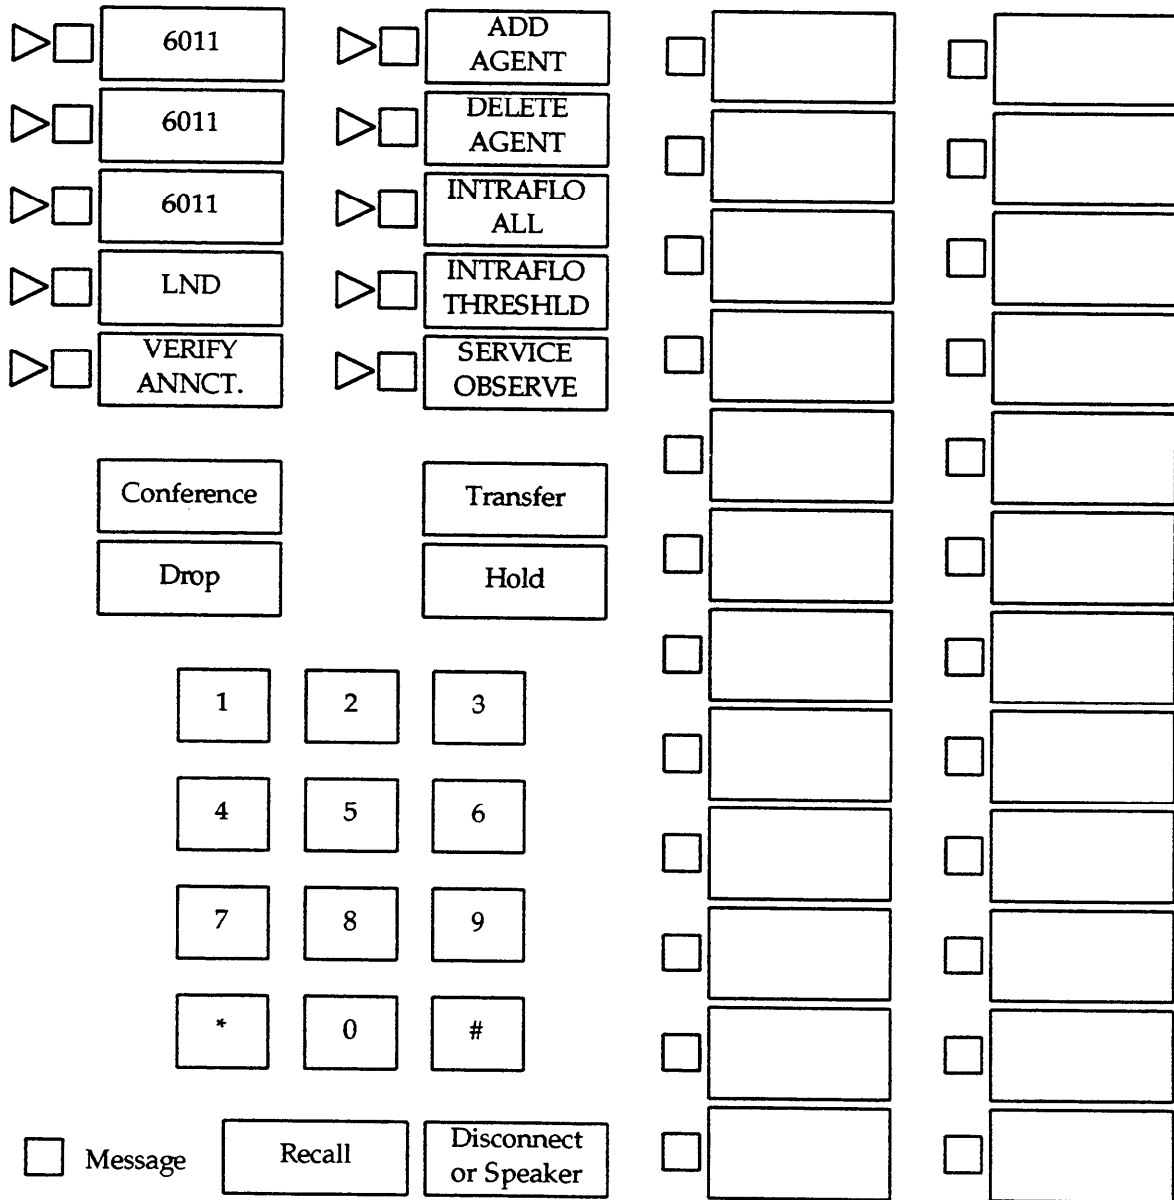 6011
ADD
AGENT
6011
DELETE
AGENT
6011
INTRAFLO
ALL
LND
INTRAFLO
THRESHLD
VERIFY
ANNCT.
SERVICE
OBSERVE
Conference
Transfer
Drop
Hold
1 2 3
4 5 6
7 8 9
* 0 #
Message
Recall
Disconnect
or Speaker